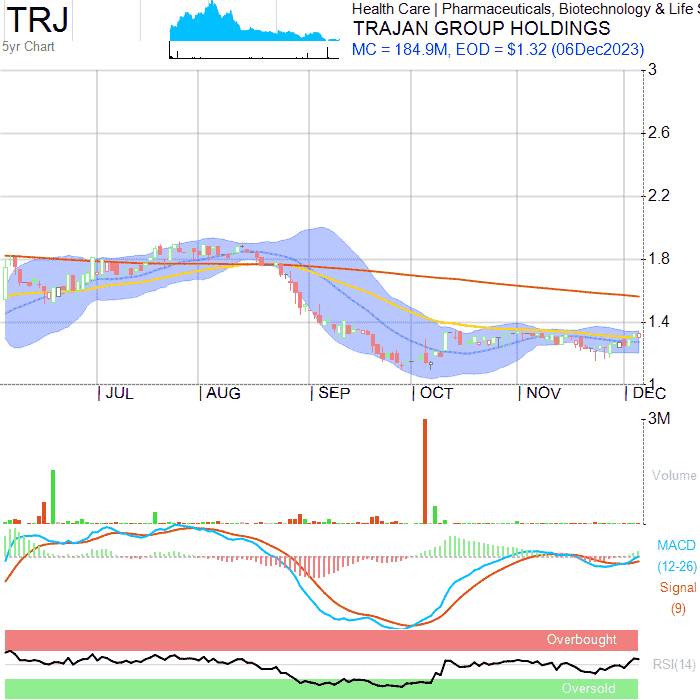 TRJ
Health Care | Pharmaceuticals, Biotechnology & Life
TRAJAN GROUP HOLDINGS
5yr Chart
MC = 184.9M, EOD = $1.32 (06Dec2023)
3
2.6
2.2
1.8
1.4
1
JUL
AUG
SEP
OCT
NOV
DEC
3M
Volume
MACD
(12-26)
Signal
(9)
Overbought
RSI(14)
Oversold